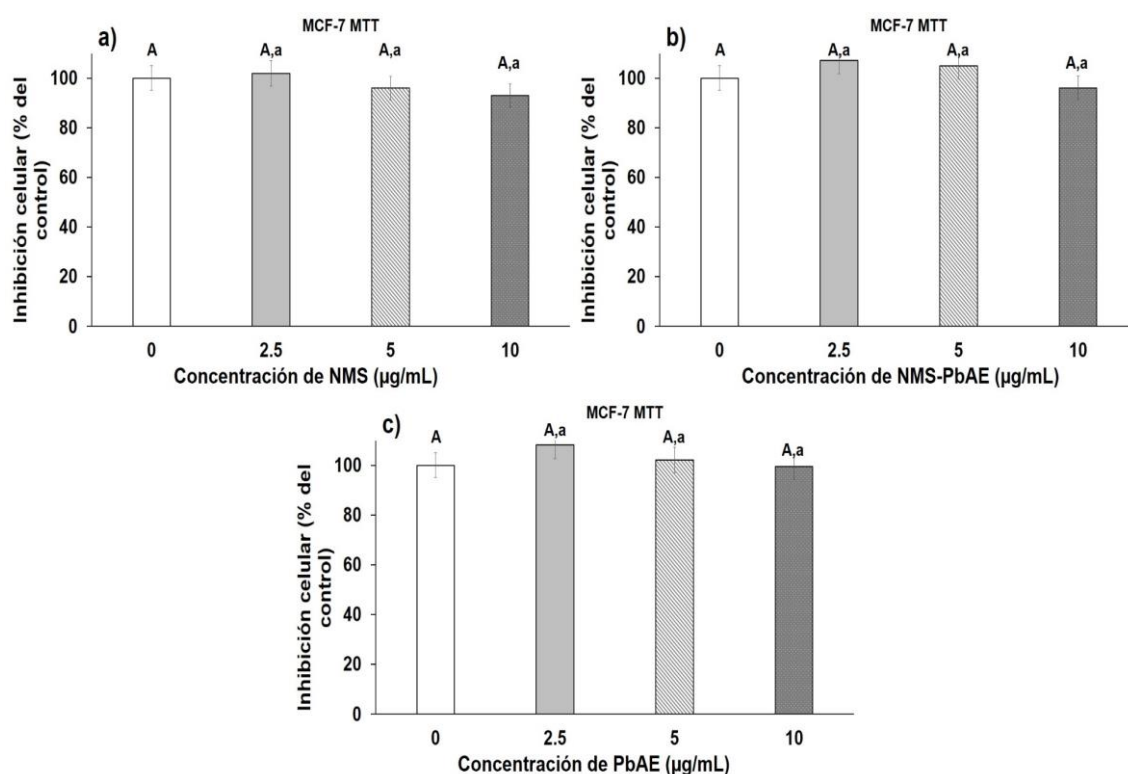 a)
MCF-7 MTT
A
A,a
A,a
A,a
Inhibición celular (% del
control)
100
80
60
40
20
0
0
2.5
5
10
Concentración de NMS (µg/mL)
b)
MCF-7 MTT
A
A,a
A,a
A,a
Inhibición celular (% del
control)
100
80
60
40
20
0
0
2.5
5
10
Concentración de NMS-PbAE (µg/mL)
c)
MCF-7 MTT
A
A,a
A,a
A,a
Inhibición celular (% del
control)
100
80
60
40
20
0
0
2.5
5
10
Concentración de PbAE (µg/mL)